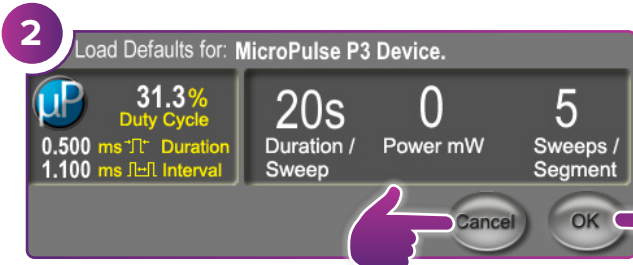 2
Load Defaults for: MicroPulse P3 Device.
µP
31.3%
Duty Cycle
0.500 ms Duration
1.100 ms Interval
20s
Duration /
Sweep
0
Power mW
5
Sweeps /
Segment
Cancel
OK